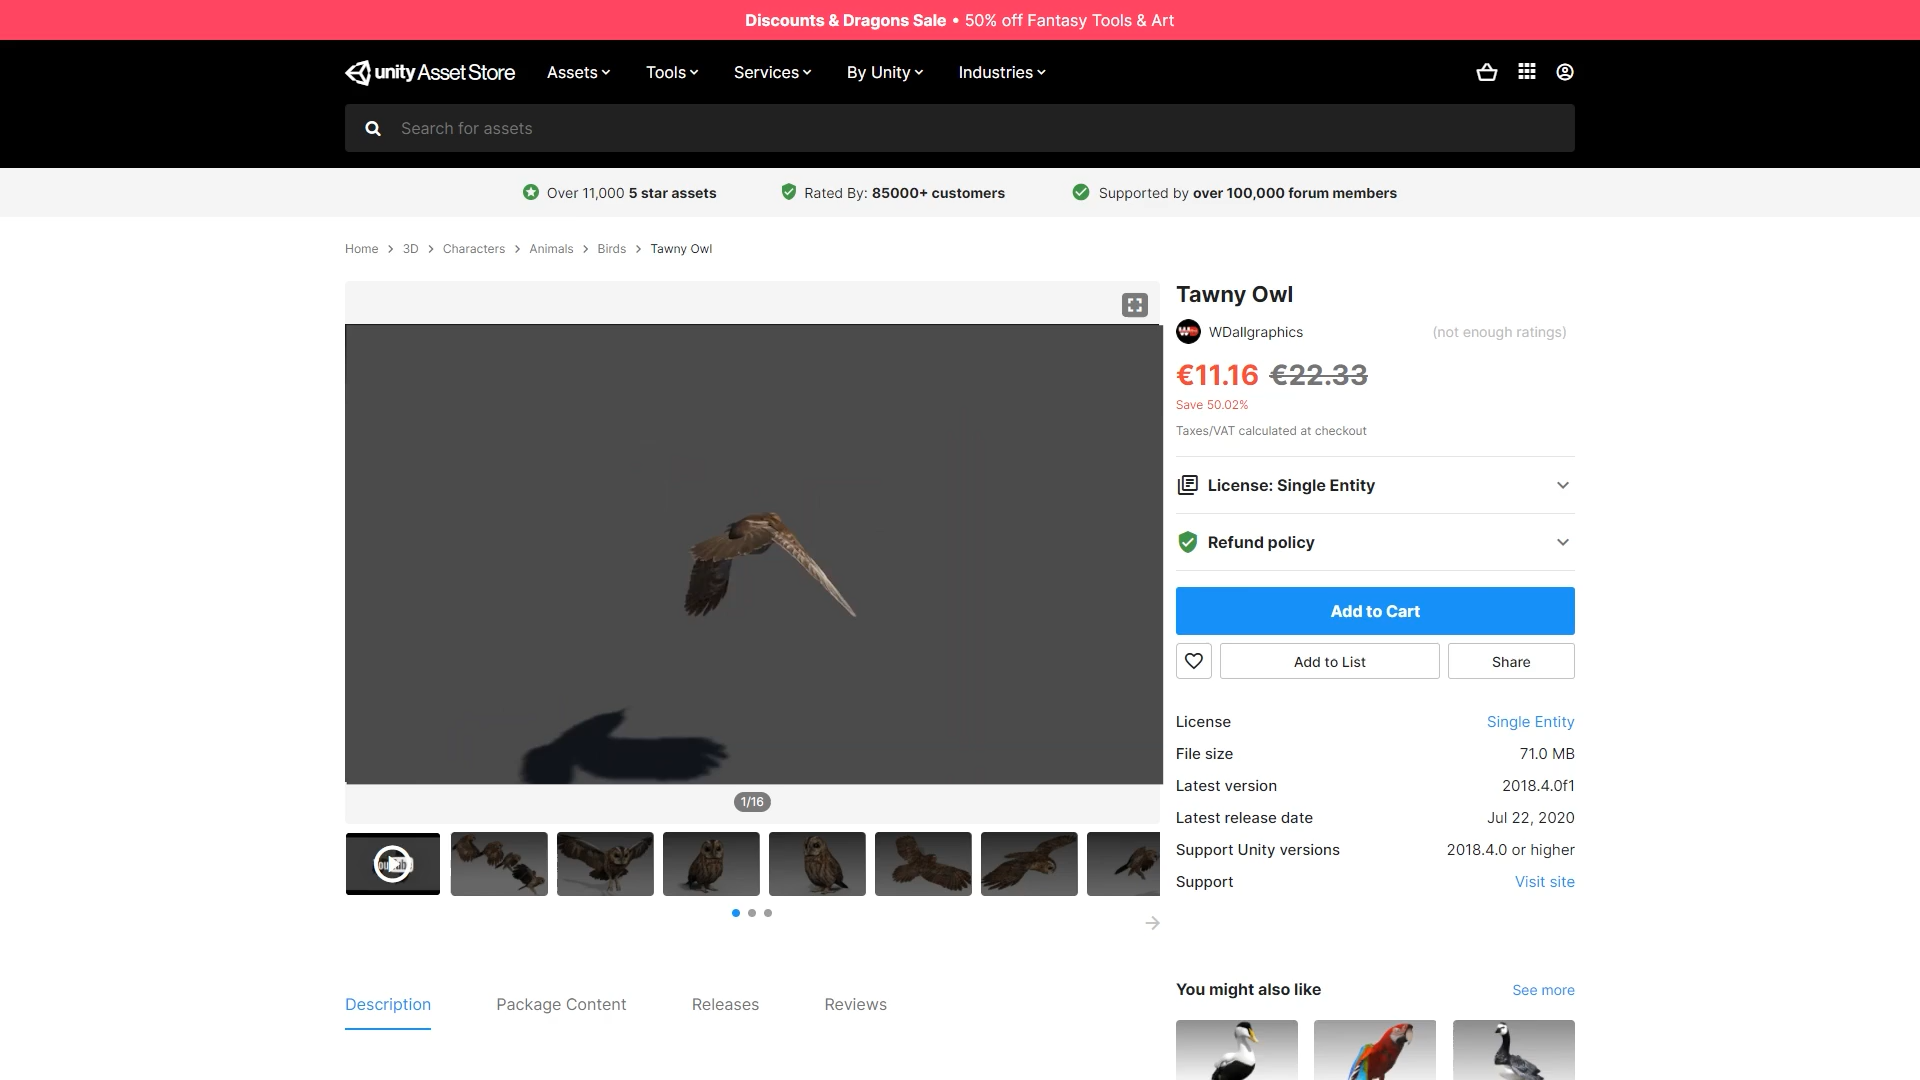 Discounts & Dragons Sale • 50% off Fantasy Tools & Art
unity Asset Store
Assets
Tools
Services
By Unity
Industries
Search for assets
Over 11,000 5 star assets
Rated By: 85000+ customers
Supported by over 100,000 forum members
Home
3D
Characters
Animals
Birds
Tawny Owl
Tawny Owl
WDallgraphics
(not enough ratings)
€11.16 €22.33
Save 50.02%
Taxes/VAT calculated at checkout
License: Single Entity
Refund policy
Add to Cart
Add to List
Share
License
Single Entity
File size
71.0 MB
Latest version
2018.4.0f1
Latest release date
Jul 22, 2020
Support Unity versions
2018.4.0 or higher
Support
Visit site
1/16
Description
Package Content
Releases
Reviews
You might also like
See more